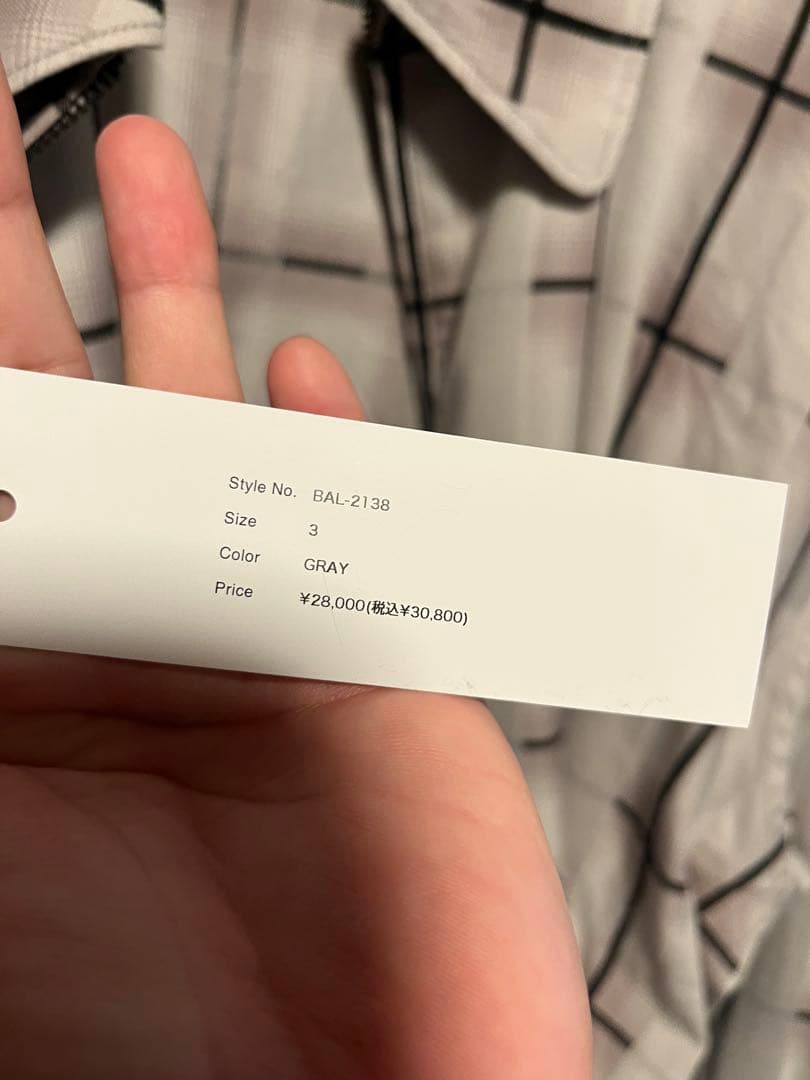 Style No. BAL-2138
Size 3
Color GRAY
Price ¥28,000(税込¥30,800)